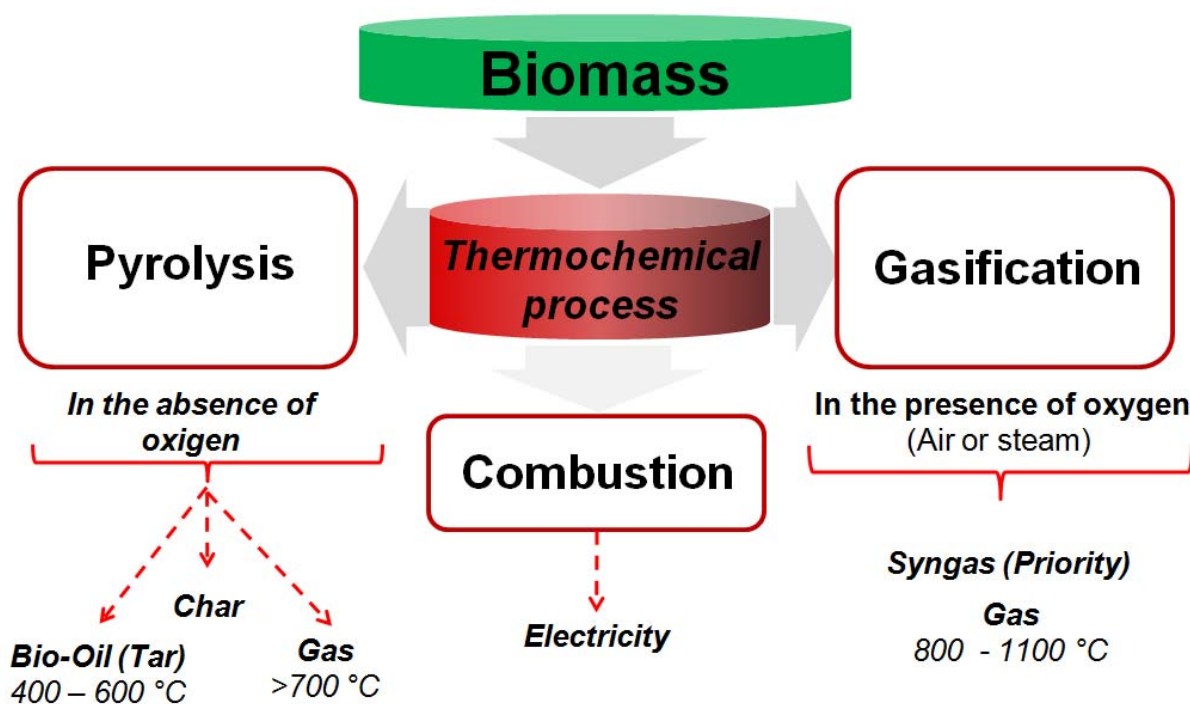 Biomass
Thermochemical
process
Pyrolysis
In the absence of
oxigen
Char
Bio-Oil (Tar)
400 – 600 °C
Gas
>700 °C
Combustion
Electricity
Gasification
In the presence of oxygen
(Air or steam)
Syngas (Priority)
Gas
800 - 1100 °C